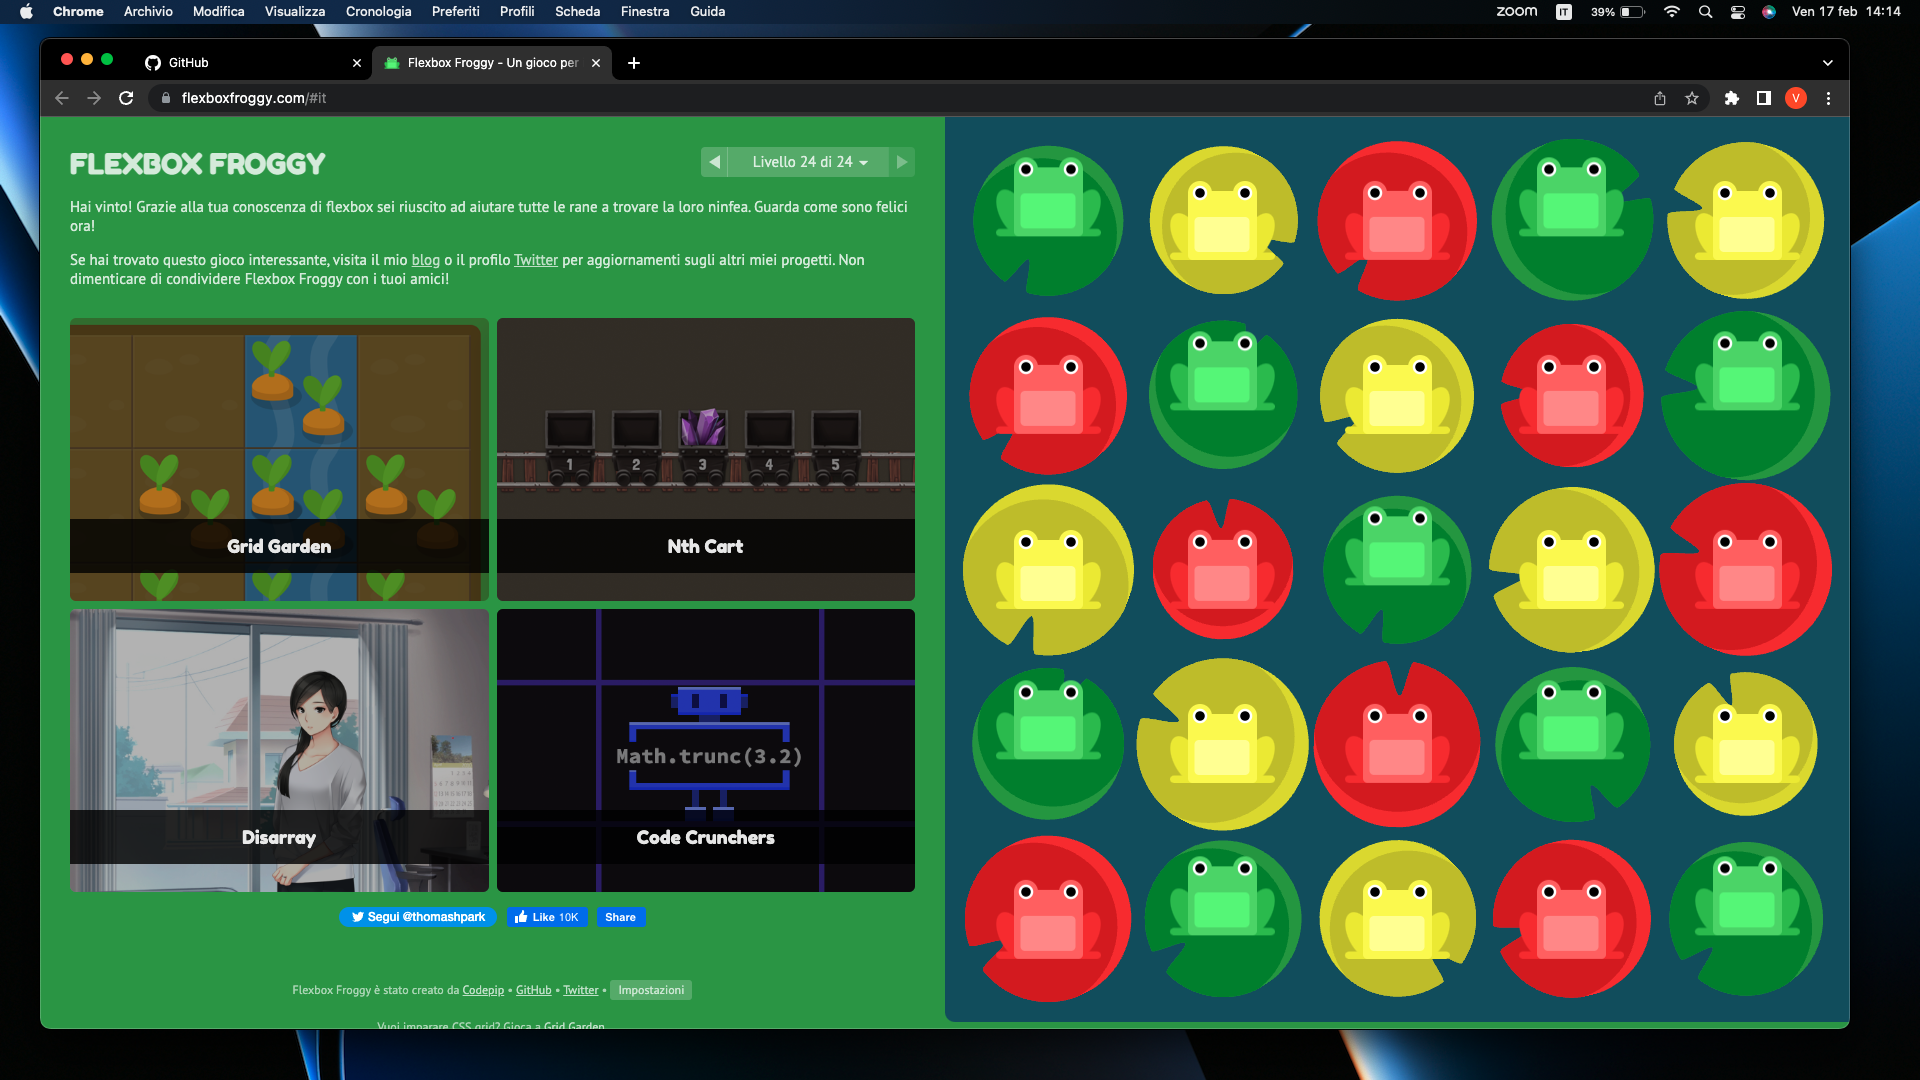 Chrome Archivio Modifica Visualizza Cronologia Preferiti Profili Scheda Finestra Guida zoom IT 39% Ven 17 feb 14:14
GitHub Flexbox Froggy - Un gioco per
flexboxfroggy.com/#it V
FLEXBOX FROGGY
Livello 24 di 24
Hai vinto! Grazie alla tua conoscenza di flexbox sei riuscito ad aiutare tutte le rane a trovare la loro ninfea. Guarda come sono felici
ora!
Se hai trovato questo gioco interessante, visita il mio blog o il profilo Twitter per aggiornamenti sugli altri miei progetti. Non
dimenticare di condividere Flexbox Froggy con i tuoi amici!
1 2 3 4 5
Grid Garden
Nth Cart
Math.trunc(3.2)
Disarray
Code Crunchers
Segui @thomashpark Like 10K Share
Flexbox Froggy è stato creato da Codepip • GitHub • Twitter • Impostazioni
Vuoi imparare CSS grid? Gioca a Grid Garden